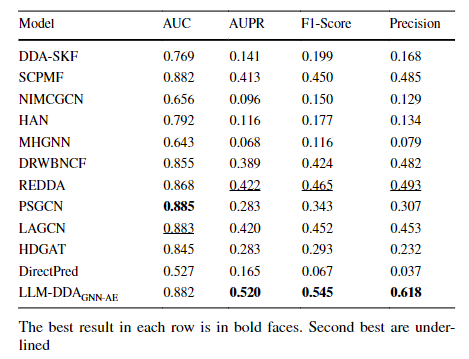 Model AUC AUPR F1-Score Precision
DDA-SKF 0.769 0.141 0.199 0.168
SCPMF 0.882 0.413 0.450 0.485
NIMCGCN 0.656 0.096 0.150 0.129
HAN 0.792 0.116 0.177 0.134
MHGNN 0.643 0.068 0.116 0.079
DRWBNCF 0.855 0.389 0.424 0.482
REDDA 0.868 0.422 0.465 0.493
PSGCN 0.885 0.283 0.343 0.307
LAGCN 0.883 0.420 0.452 0.453
HDGAT 0.845 0.283 0.293 0.232
DirectPred 0.527 0.165 0.067 0.037
LLM-DDAGNN-AE 0.882 0.520 0.545 0.618
The best result in each row is in bold faces. Second best are under-
lined